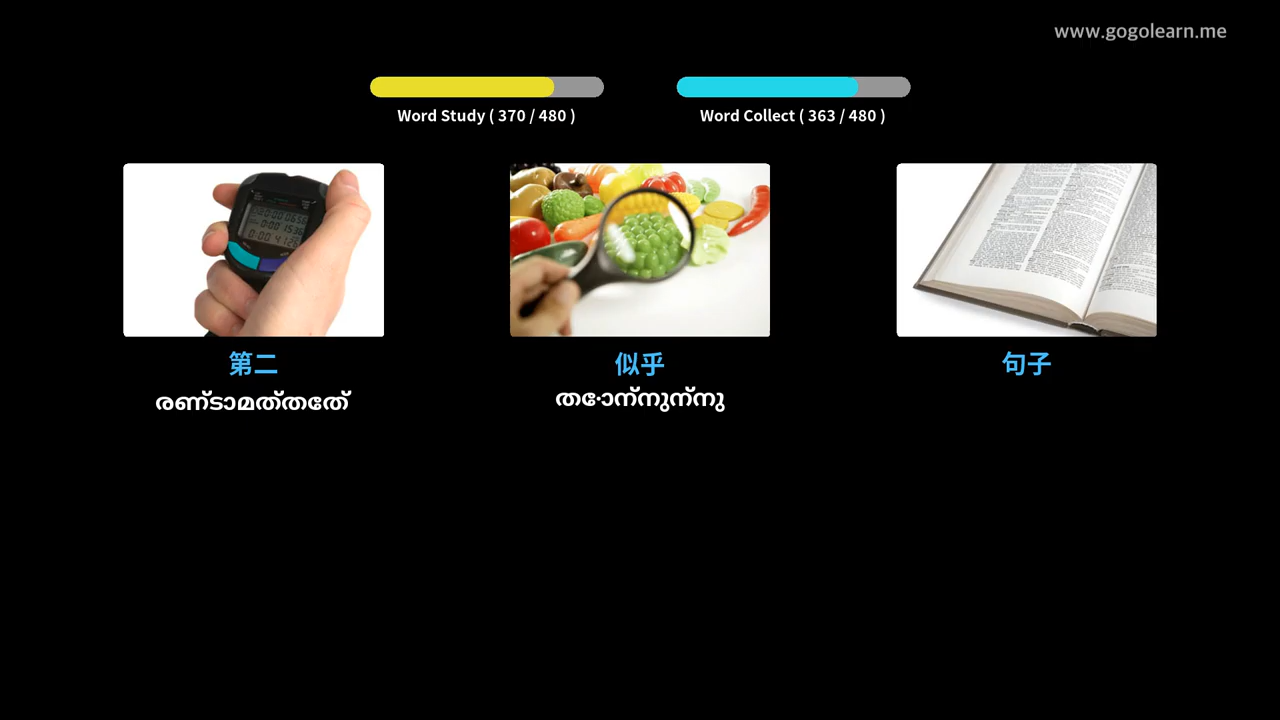 www.gogolearn.me
Word Study ( 370 / 480 )
Word Collect ( 363 / 480 )
第二
似乎
句子
രണ്ടാമത്തതേ്
തോന്നുന്നു